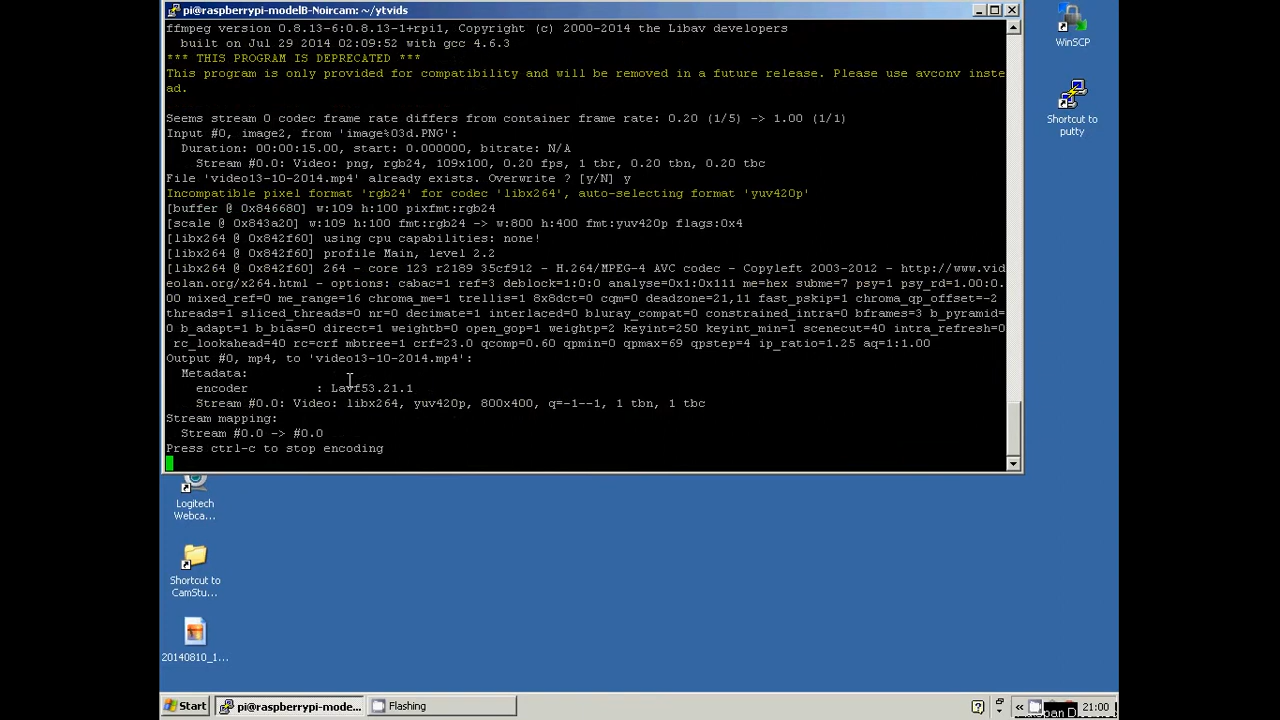 pi@raspberrypi-modelB-Noircam: ~/ytvids
ffmpeg version 0.8.13-6:0.8.13-1+rpi1, Copyright (c) 2000-2014 the Libav developers
built on Jul 29 2014 02:09:52 with gcc 4.6.3
*** THIS PROGRAM IS DEPRECATED ***
This program is only provided for compatibility and will be removed in a future release. Please use avconv inste
ad.
Seems stream 0 codec frame rate differs from container frame rate: 0.20 (1/5) -> 1.00 (1/1)
Input #0, image2, from 'image%03d.PNG':
Duration: 00:00:15.00, start: 0.000000, bitrate: N/A
Stream #0.0: Video: png, rgb24, 109x100, 0.20 fps, 1 tbr, 0.20 tbn, 0.20 tbc
File 'video13-10-2014.mp4' already exists. Overwrite ? [y/N] y
Incompatible pixel format 'rgb24' for codec 'libx264', auto-selecting format 'yuv420p'
[buffer @ 0x846680] w:109 h:100 pixfmt:rgb24
[scale @ 0x843a20] w:109 h:100 fmt:rgb24 -> w:800 h:400 fmt:yuv420p flags:0x4
[libx264 @ 0x842f60] using cpu capabilities: none!
[libx264 @ 0x842f60] profile Main, level 2.2
[libx264 @ 0x842f60] 264 - core 123 r2189 35cf912 - H.264/MPEG-4 AVC codec - Copyleft 2003-2012 - http://www.vid
eolan.org/x264.html - options: cabac=1 ref=3 deblock=1:0:0 analyse=0x1:0x111 me=hex subme=7 psy=1 psy_rd=1.00:0.
00 mixed_ref=0 me_range=16 chroma_me=1 trellis=1 8x8dct=0 cqm=0 deadzone=21,11 fast_pskip=1 chroma_qp_offset=-2
threads=1 sliced_threads=0 nr=0 decimate=1 interlaced=0 bluray_compat=0 constrained_intra=0 bframes=3 b_pyramid=
0 b_adapt=1 b_bias=0 direct=1 weightb=0 open_gop=1 weightp=2 keyint=250 keyint_min=1 scenecut=40 intra_refresh=0
rc_lookahead=40 rc=crf mbtree=1 crf=23.0 qcomp=0.60 qpmin=0 qpmax=69 qpstep=4 ip_ratio=1.25 aq=1:1.00
Output #0, mp4, to 'video13-10-2014.mp4':
Metadata:
encoder : Lavf53.21.1
Stream #0.0: Video: libx264, yuv420p, 800x400, q=-1--1, 1 tbn, 1 tbc
Stream mapping:
Stream #0.0 -> #0.0
Press ctrl-c to stop encoding
WinSCP
Shortcut to
putty
Logitech
Webca...
Shortcut to
CamStu...
20140810_1...
Start
pi@raspberrypi-mode...
Flashing
21:00